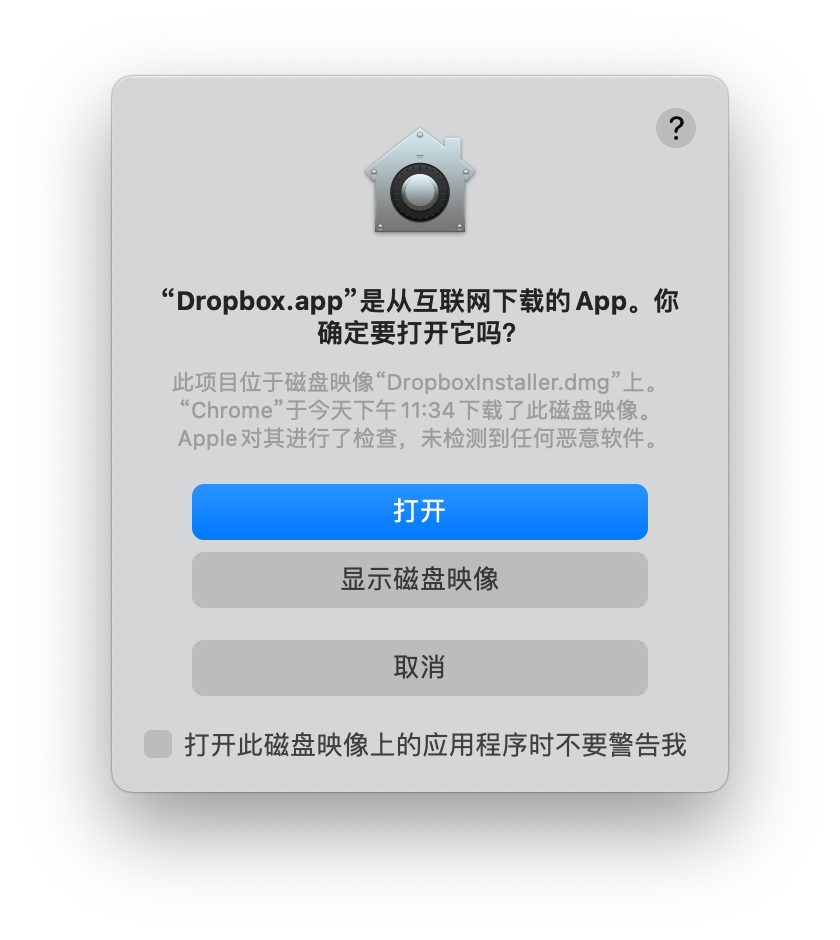 ?
“Dropbox.app”是从互联网下载的 App。你
确定要打开它吗?
此项目位于磁盘映像“DropboxInstaller.dmg”上。
“Chrome”于今天下午 11:34 下载了此磁盘映像。
Apple 对其进行了检查，未检测到任何恶意软件。
打开
显示磁盘映像
取消
打开此磁盘映像上的应用程序时不要警告我